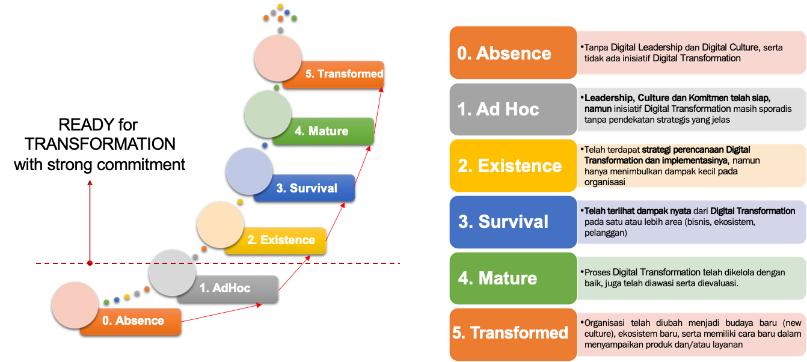 5. Transformed
4. Mature
3. Survival
2. Existence
1. AdHoc
0. Absence
READY for
TRANSFORMATION
with strong commitment
0. Absence
•Tanpa Digital Leadership dan Digital Culture, serta
tidak ada inisiatif Digital Transformation
1. Ad Hoc
•Leadership, Culture dan Komitmen telah siap,
namun inisiatif Digital Transformation masih sporadis
tanpa pendekatan strategis yang jelas
2. Existence
•Telah terdapat strategi perencanaan Digital
Transformation dan implementasinya, namun
hanya menimbulkan dampak kecil pada
organisasi
3. Survival
•Telah terlihat dampak nyata dari Digital Transformation
pada satu atau lebih area (bisnis, ekosistem,
pelanggan)
4. Mature
•Proses Digital Transformation telah dikelola dengan
baik, juga telah diawasi serta dievaluasi.
5. Transformed
•Organisasi telah diubah menjadi budaya baru (new
culture), ekosistem baru, serta memiliki cara baru dalam
menyampaikan produk dan/atau layanan